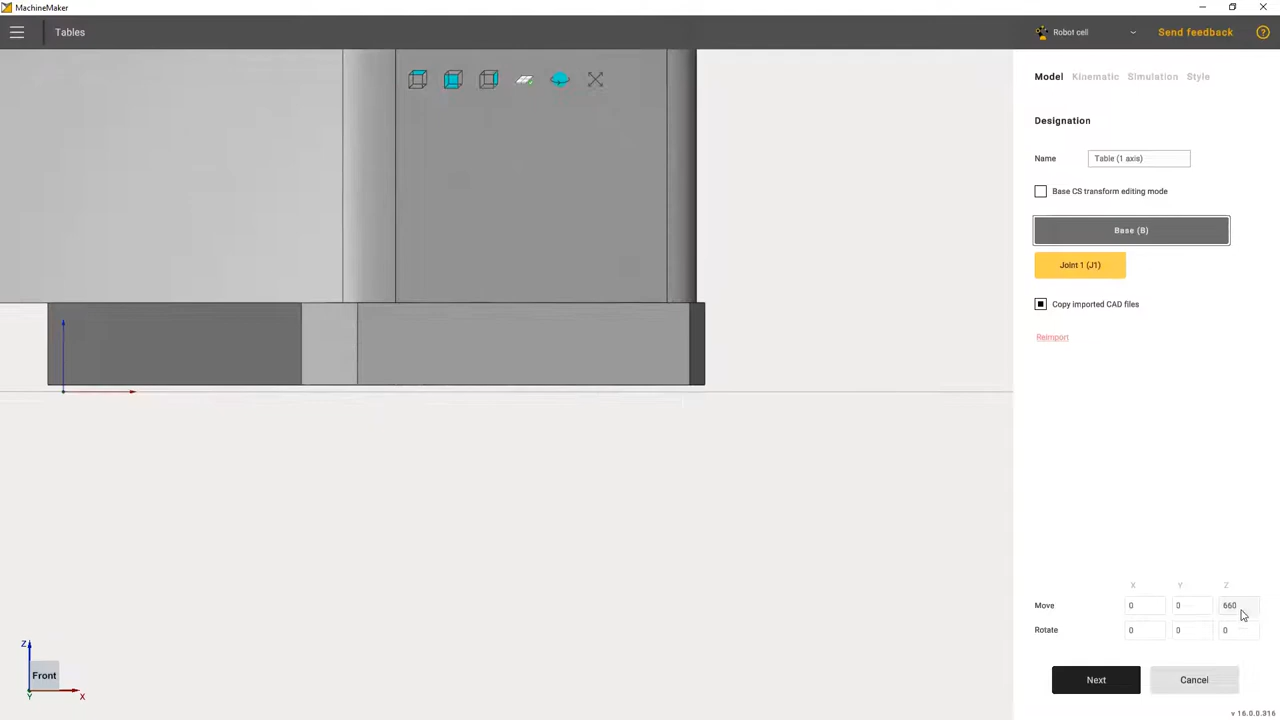 MachineMaker
Tables
Robot cell
Send feedback
?
Model Kinematic Simulation Style
Designation
Name Table (1 axis)
Base CS transform editing mode
Base (B)
Joint 1 (J1)
Copy imported CAD files
Reimport
X Y Z
Move 0 0 660
Rotate 0 0 0
Z
Front
Y X
Next Cancel
v 16.0.0.316